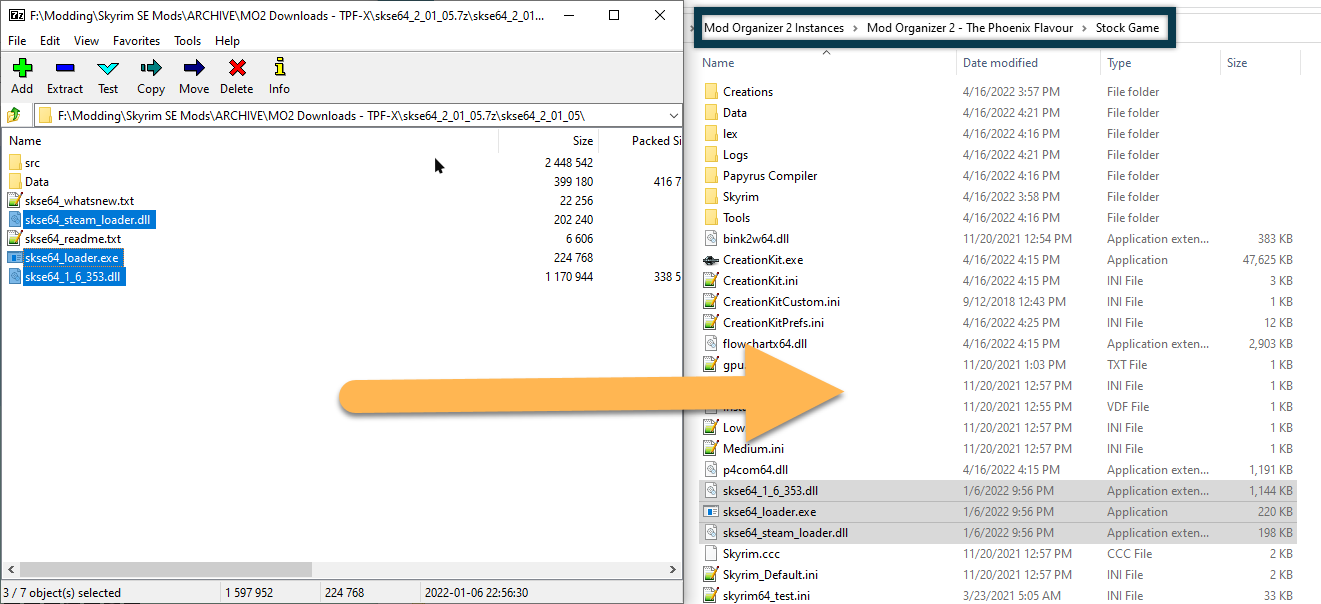 F:\Modding\Skyrim SE Mods\ARCHIVE\MO2 Downloads - TPF-X\skse64_2_01_05.7z\skse64_2_01...
File Edit View Favorites Tools Help
Add Extract Test Copy Move Delete Info
F:\Modding\Skyrim SE Mods\ARCHIVE\MO2 Downloads - TPF-X\skse64_2_01_05.7z\skse64_2_01_05\
Name Size Packed Si
src 2 448 542
Data 399 180 416 7
skse64_whatsnew.txt 22 256
skse64_steam_loader.dll 202 240
skse64_readme.txt 6 606
skse64_loader.exe 224 768
skse64_1_6_353.dll 1 170 944 338 5
3 / 7 object(s) selected 1 597 952 224 768 2022-01-06 22:56:30
Mod Organizer 2 Instances > Mod Organizer 2 - The Phoenix Flavour > Stock Game
Name Date modified Type Size
Creations 4/16/2022 3:57 PM File folder
Data 4/16/2022 4:21 PM File folder
lex 4/16/2022 4:16 PM File folder
Logs 4/16/2022 4:21 PM File folder
Papyrus Compiler 4/16/2022 4:16 PM File folder
Skyrim 4/16/2022 3:58 PM File folder
Tools 4/16/2022 4:16 PM File folder
bink2w64.dll 11/20/2021 12:54 PM Application exten... 383 KB
CreationKit.exe 4/16/2022 4:15 PM Application 47,625 KB
CreationKit.ini 4/16/2022 4:15 PM INI File 3 KB
CreationKitCustom.ini 9/12/2018 12:43 PM INI File 1 KB
CreationKitPrefs.ini 4/16/2022 4:25 PM INI File 12 KB
flowchartx64.dll 4/16/2022 4:15 PM Application exten... 2,903 KB
11/20/2021 1:03 PM TXT File 1 KB
11/20/2021 12:57 PM INI File 1 KB
11/20/2021 12:55 PM VDF File 1 KB
Low 11/20/2021 12:57 PM INI File 1 KB
Medium.ini 11/20/2021 12:57 PM INI File 1 KB
p4com64.dll 4/16/2022 4:15 PM Application exten... 1,191 KB
skse64_1_6_353.dll 1/6/2022 9:56 PM Application exten... 1,144 KB
skse64_loader.exe 1/6/2022 9:56 PM Application 220 KB
skse64_steam_loader.dll 1/6/2022 9:56 PM Application exten... 198 KB
Skyrim.ccc 11/20/2021 12:57 PM CCC File 2 KB
Skyrim_Default.ini 11/20/2021 12:57 PM INI File 2 KB
skyrim64_test.ini 3/23/2021 5:05 AM INI File 33 KB